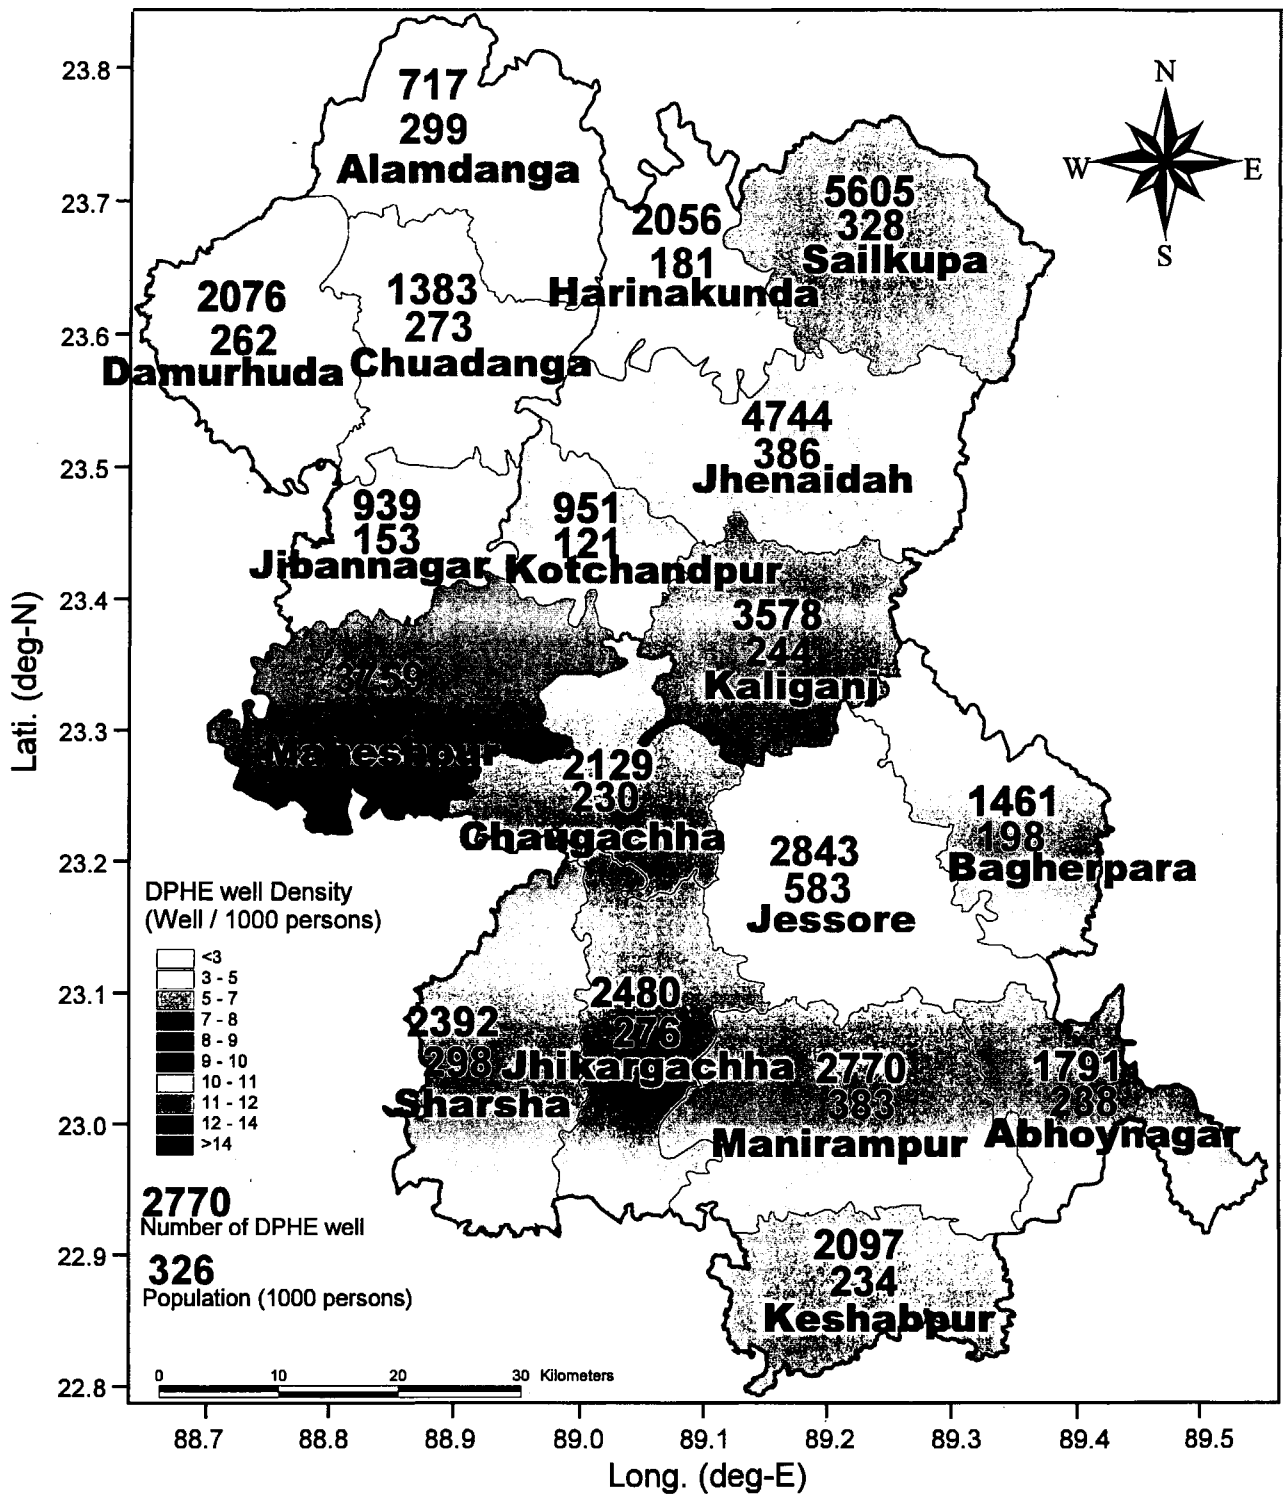 23.8
23.7
23.6
23.5
23.4
23.3
23.2
23.1
23.0
22.9
22.8
Lati. (deg-N)
N
W
E
S
717
299
Alamdanga
2056
181
Harinakunda
5605
328
Sailkupa
2076
262
Damurhuda
1383
273
Chuadanga
4744
386
Jhenaidah
939
153
Jibannagar
951
121
Kotchandpur
3578
244
Kaliganj
3759
Maheshpur
2129
230
Chaugachha
1461
198
Bagherpara
2843
583
Jessore
2480
276
Jhikargachha
2392
298
Sharsha
2770
383
Manirampur
1791
Abhoynagar
2097
234
Keshabpur
DPHE well Density
(Well / 1000 persons)
<3
3 - 5
5 - 7
7 - 8
8 - 9
9 - 10
10 - 11
11 - 12
12 - 14
>14
2770
Number of DPHE well
326
Population (1000 persons)
0 10 20 30 Kilometers
88.7 88.8 88.9 89.0 89.1 89.2 89.3 89.4 89.5
Long. (deg-E)